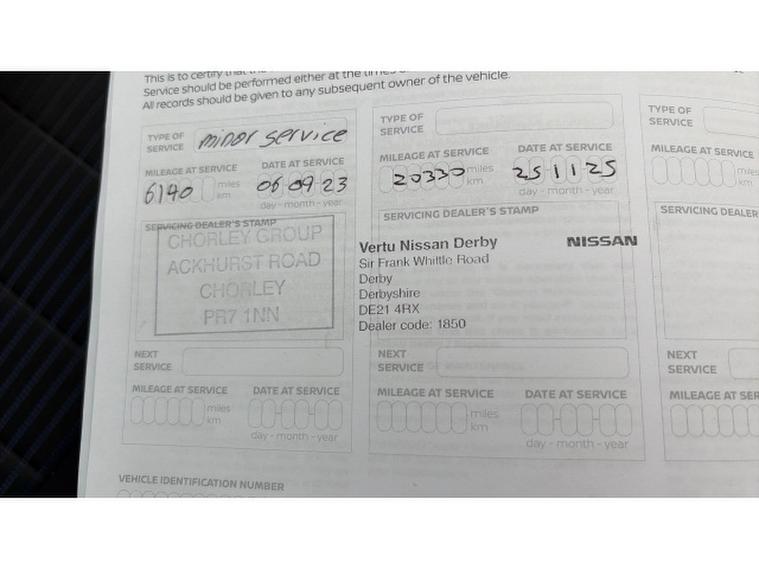 This is to certify that the
Service should be performed either at the times
All records should be given to any subsequent owner of the vehicle.
TYPE OF SERVICE minor service
MILEAGE AT SERVICE DATE AT SERVICE
6140 miles km 06-09-23
day - month - year
SERVICING DEALER'S STAMP
CHORLEY GROUP
ACKHURST ROAD
CHORLEY
PR7 1NN
NEXT SERVICE
MILEAGE AT SERVICE DATE AT SERVICE
miles km
day - month - year
TYPE OF SERVICE
MILEAGE AT SERVICE DATE AT SERVICE
20330 miles km 25-11-25
day - month - year
SERVICING DEALER'S STAMP
Vertu Nissan Derby NISSAN
Sir Frank Whittle Road
Derby
Derbyshire
DE21 4RX
Dealer code: 1850
NEXT SERVICE
MILEAGE AT SERVICE DATE AT SERVICE
miles km
day - month - year
TYPE OF SERVICE
MILEAGE AT SERVICE
miles km
SERVICING DEALER
NEXT SERVICE
MILEAGE AT SER
VEHICLE IDENTIFICATION NUMBER